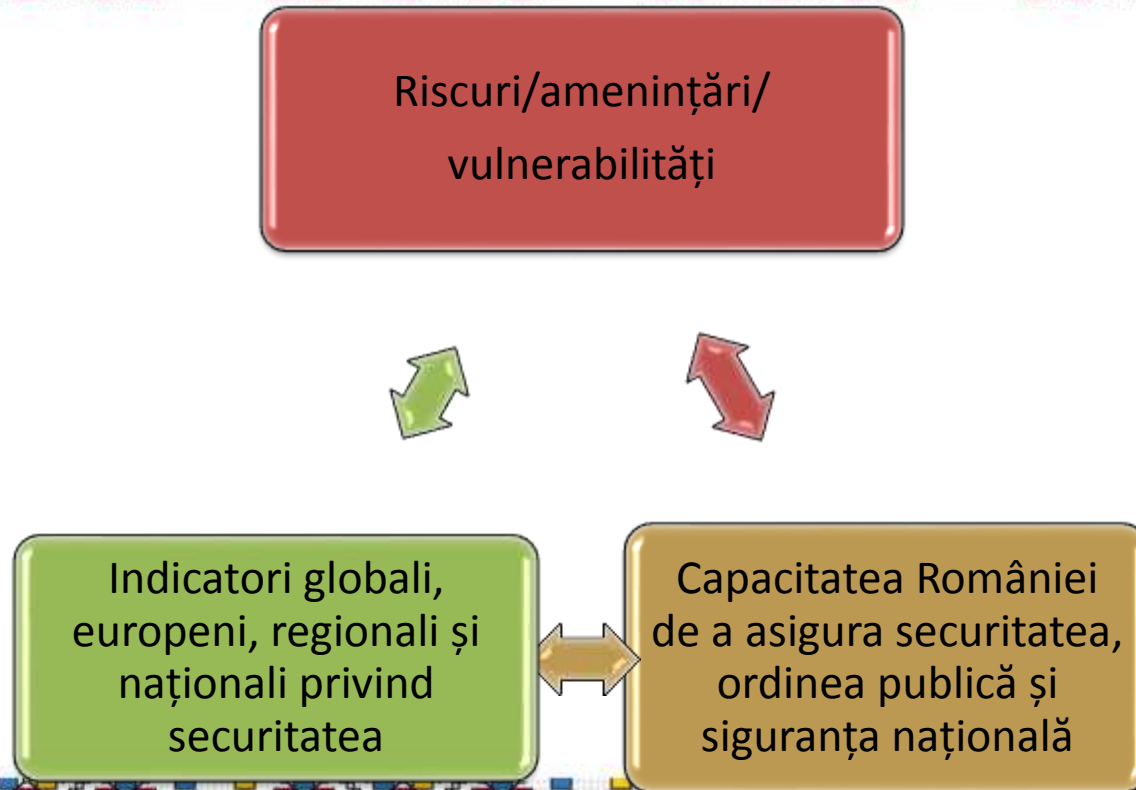 Riscuri/amenințări/
vulnerabilități
Indicatori globali,
europeni, regionali și
naționali privind
securitatea
Capacitatea României
de a asigura securitatea,
ordinea publică și
siguranța națională